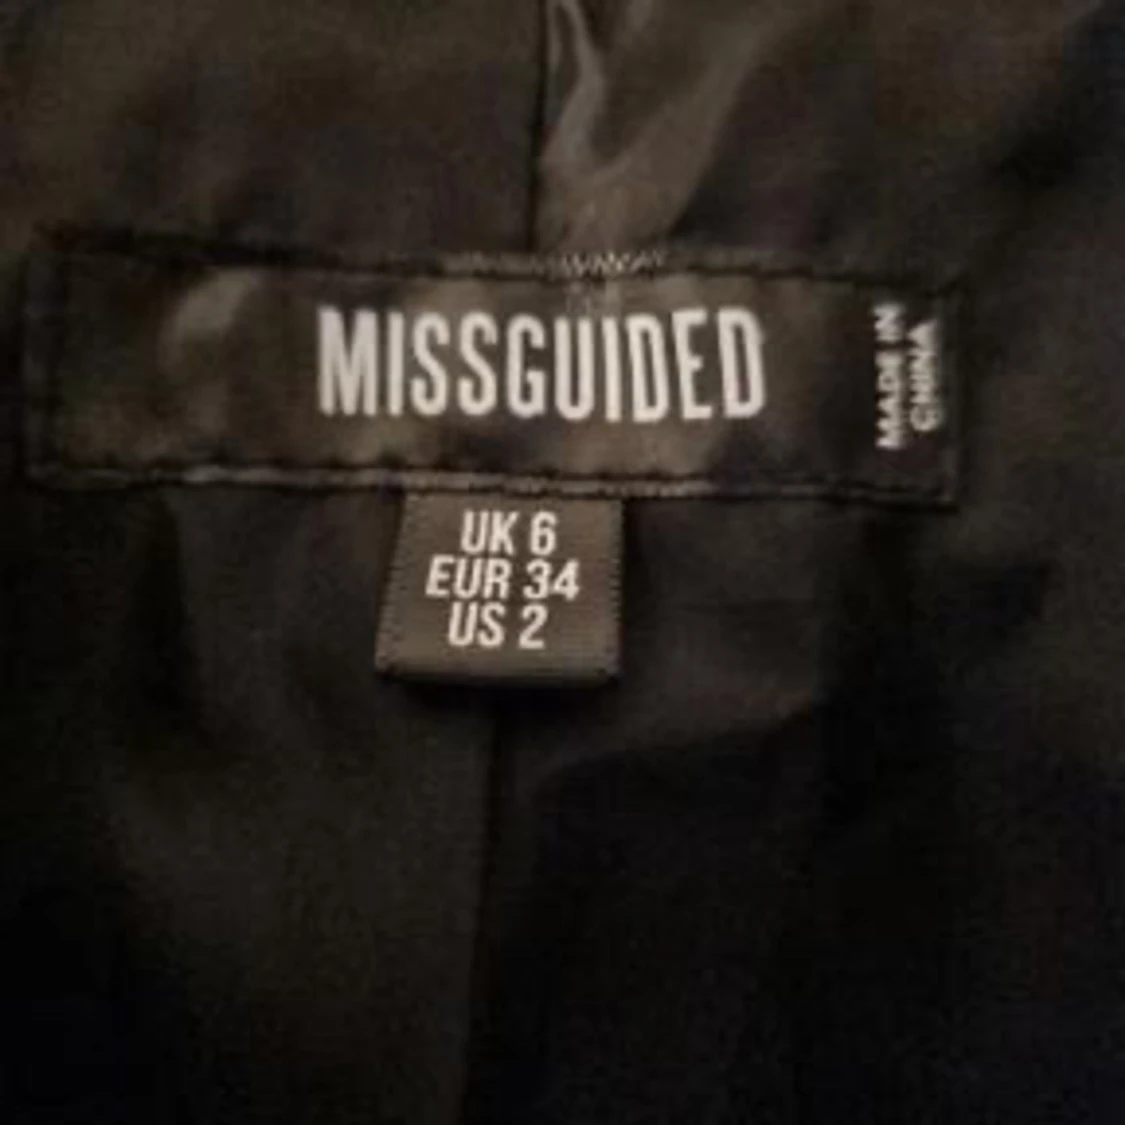 MISSGUIDED
MADE IN
CHINA
UK 6
EUR 34
US 2